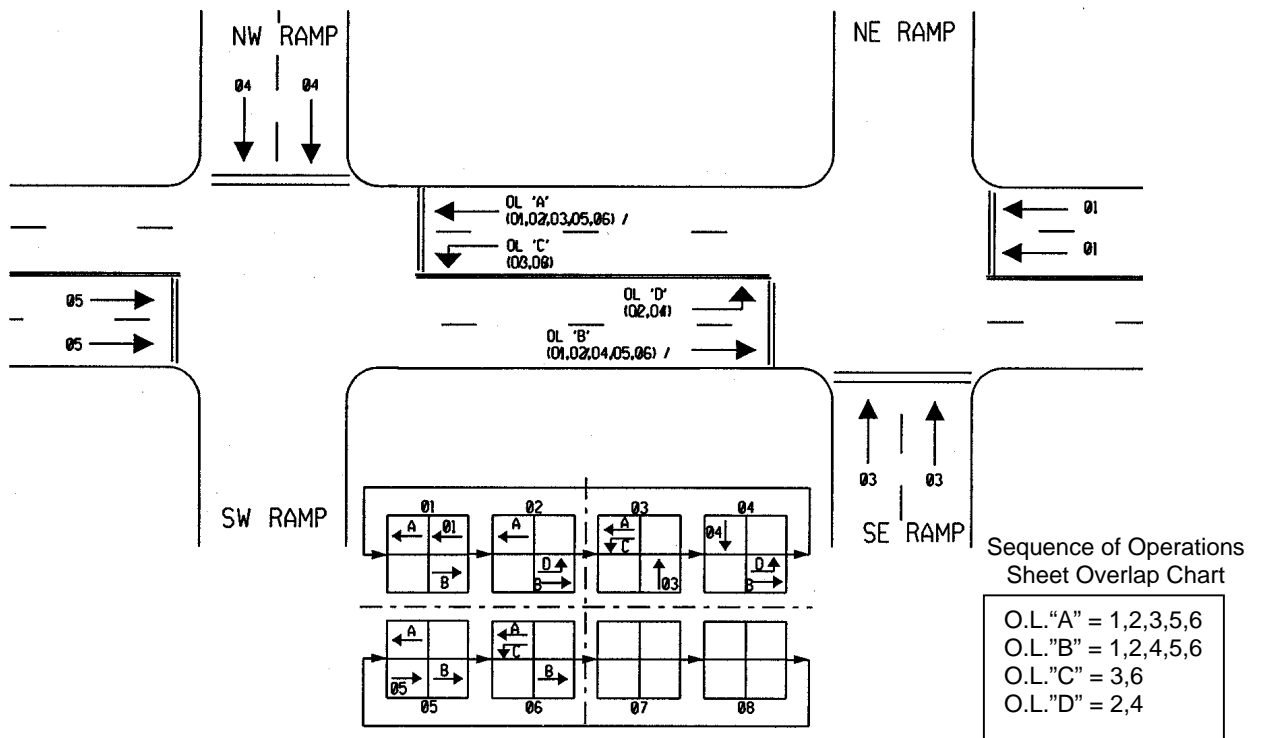 NW RAMP
NE RAMP
04 04
OL 'A'
(01,02,03,05,06) /
OL 'C'
(03,06)
01
01
05
05
OL 'D'
(02,04)
OL 'B'
(01,02,04,05,06) /
03 03
SW RAMP
SE RAMP
01 02 03 04
A 01
B
A
D
B
A
C
03
04
D
B
A
05 B
A
C
B
05 06 07 08
Sequence of Operations
Sheet Overlap Chart
O.L.“A” = 1,2,3,5,6
O.L.”B” = 1,2,4,5,6
O.L.”C” = 3,6
O.L.”D” = 2,4